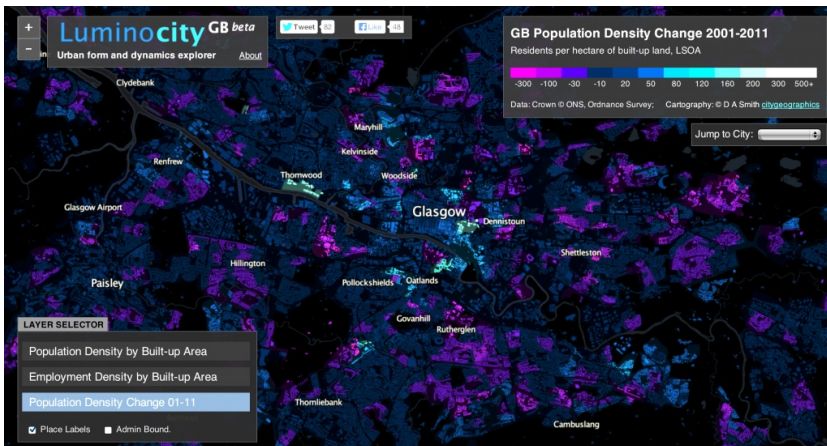 +
−
Luminocity GB beta
Urban form and dynamics explorer About
Tweet 82
Like 48
GB Population Density Change 2001-2011
Residents per hectare of built-up land, LSOA
-300 -100 -30 -10 20 50 80 120 160 200 300 500+
Data: Crown © ONS, Ordnance Survey; Cartography: © D A Smith citygeographics
Jump to City:
Clydebank
Maryhill
Kelvinside
Renfrew
Thornwood
Woodside
Glasgow Airport
Glasgow
Dennistoun
Hillington
Shettleston
Paisley
Pollockshields
Oatlands
Govanhill
Rutherglen
LAYER SELECTOR
Population Density by Built-up Area
Employment Density by Built-up Area
Population Density Change 01-11
Place Labels Admin Bound.
Thornliebank
Cambuslang